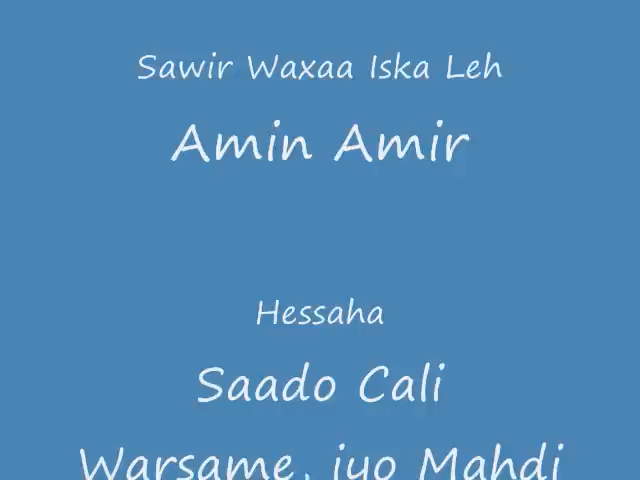 Sawir Waxaa Iska Leh
Amin Amir
Hessaha
Saado Cali
Warsame, iyo Mahdi